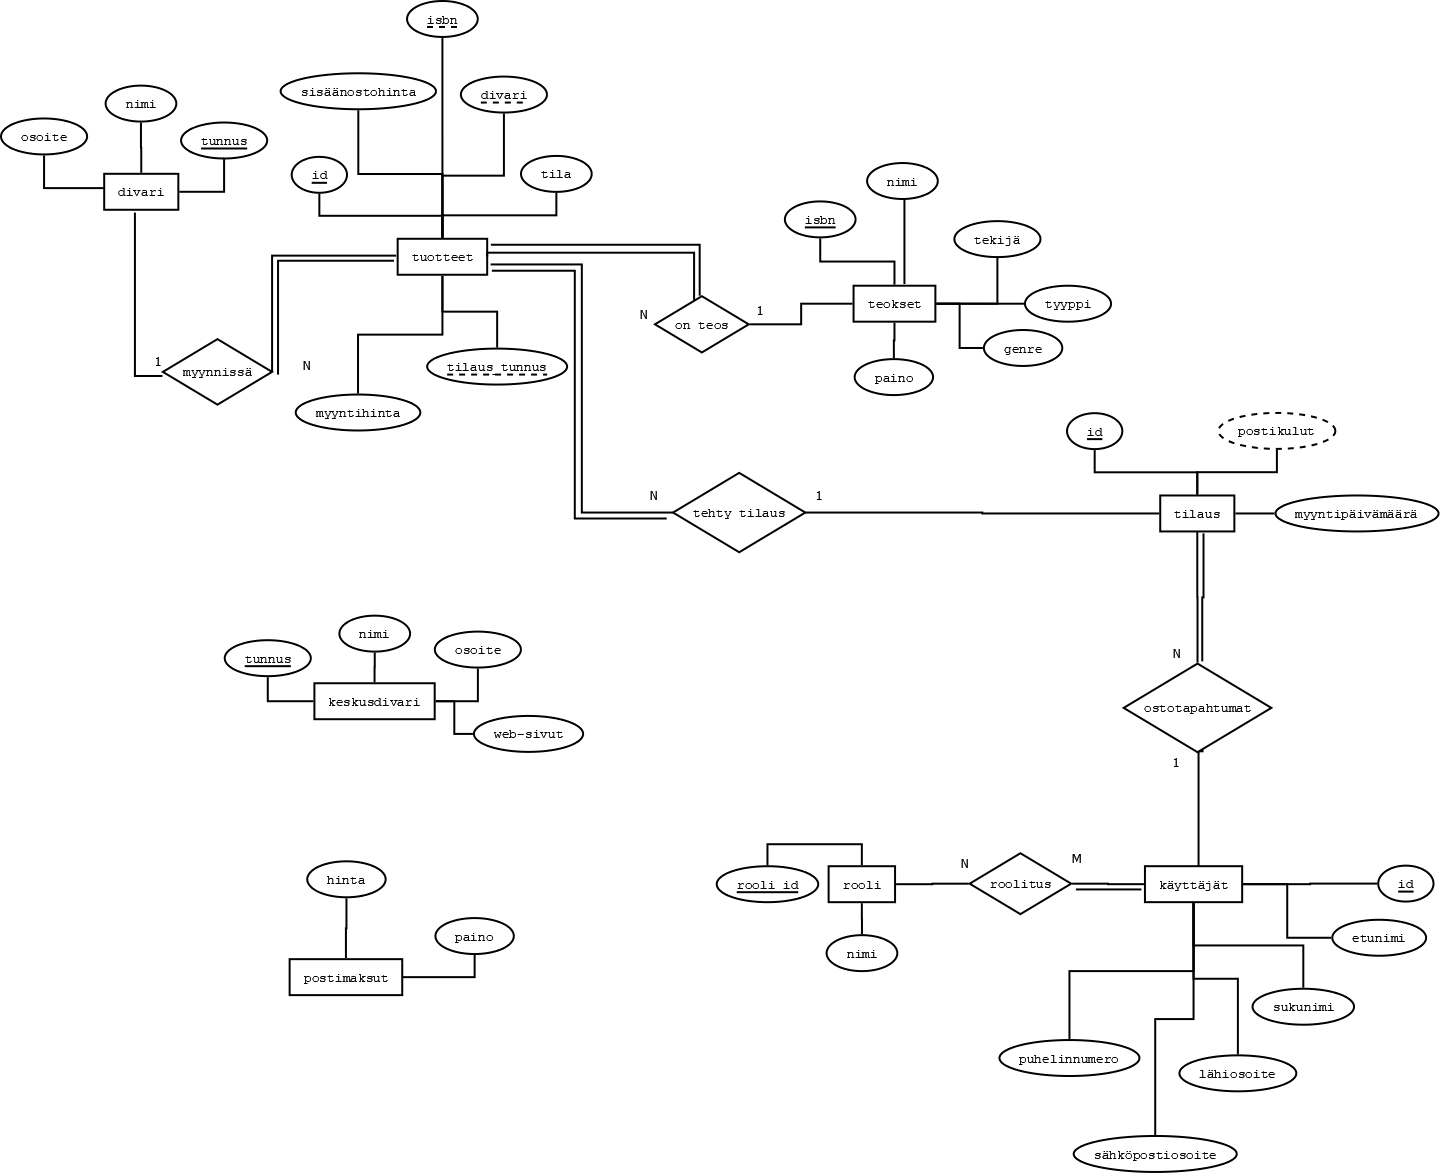 isbn
sisäänostohinta
divari
nimi
osoite
tunnus
id
tila
divari
tuotteet
nimi
isbn
tekijä
teokset
tyyppi
genre
paino
N
on teos
1
1
myynnissä
N
tilaus_tunnus
myyntihinta
id
postikulut
tilaus
myyntipäivämäärä
N
tehty tilaus
1
tunnus
nimi
osoite
keskusdivari
web-sivut
N
ostotapahtumat
1
hinta
paino
postimaksut
rooli_id
rooli
N
roolitus
M
käyttäjät
id
nimi
etunimi
sukunimi
puhelinnumero
lähiosoite
sähköpostiosoite